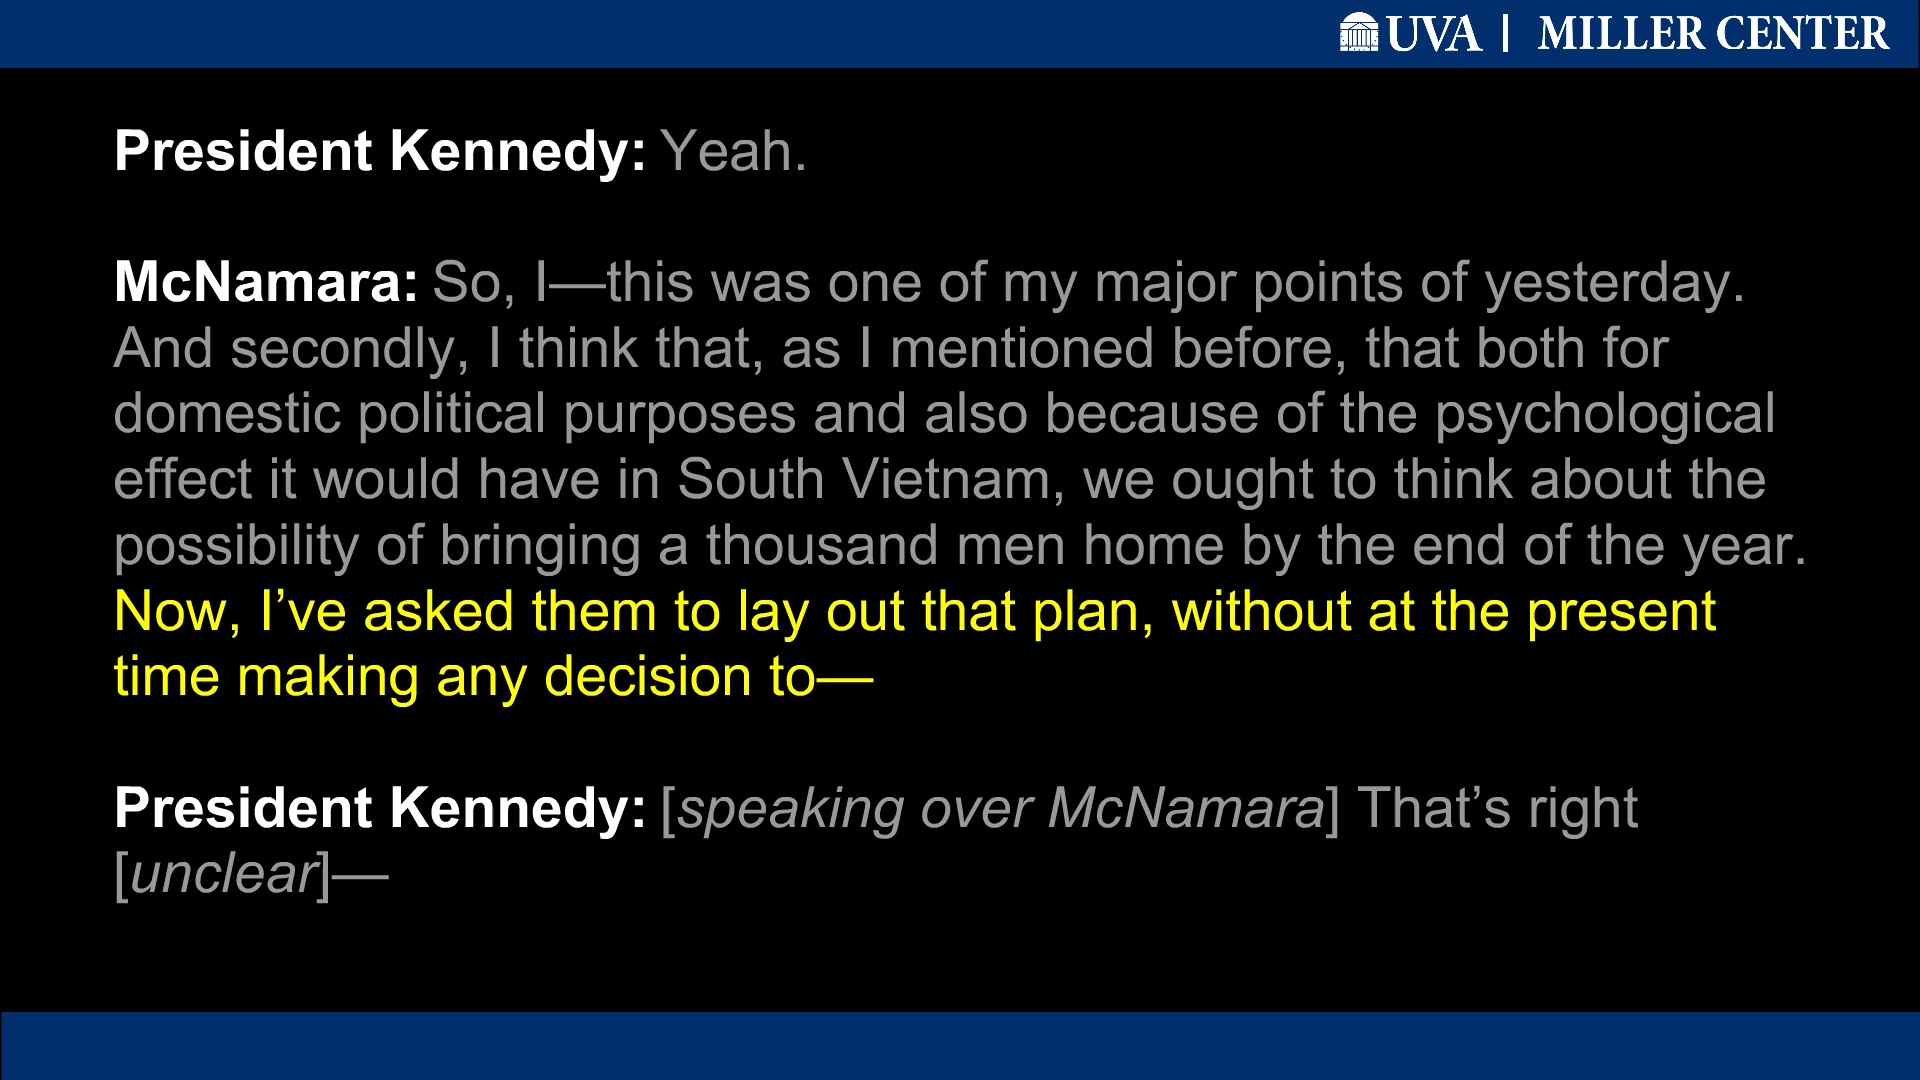 UVA | MILLER CENTER
President Kennedy: Yeah.
McNamara: So, I—this was one of my major points of yesterday.
And secondly, I think that, as I mentioned before, that both for
domestic political purposes and also because of the psychological
effect it would have in South Vietnam, we ought to think about the
possibility of bringing a thousand men home by the end of the year.
Now, I’ve asked them to lay out that plan, without at the present
time making any decision to—
President Kennedy: [speaking over McNamara] That’s right
[unclear]—